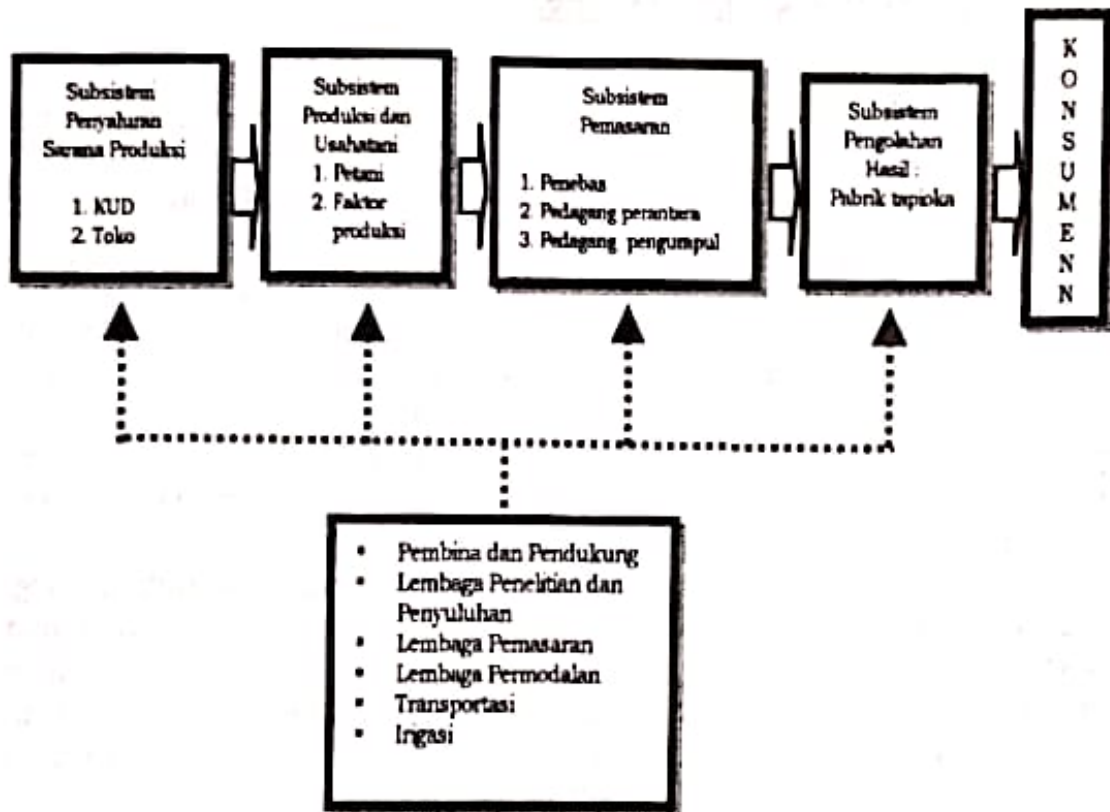 Subsistem
Penyaluran
Sarana Produksi
1. KUD
2. Toko
Subsistem
Produksi dan
Usahatani
1. Petani
2. Faktor
produksi
Subsistem
Pemasaran
1. Penebas
2. Pedagang perantara
3. Pedagang pengumpul
Subsistem
Pengolahan
Hasil :
Pabrik tapioka
K
O
N
S
U
M
E
N
N
• Pembina dan Pendukung
• Lembaga Penelitian dan
Penyuluhan
• Lembaga Pemasaran
• Lembaga Permodalan
• Transportasi
• Irigasi